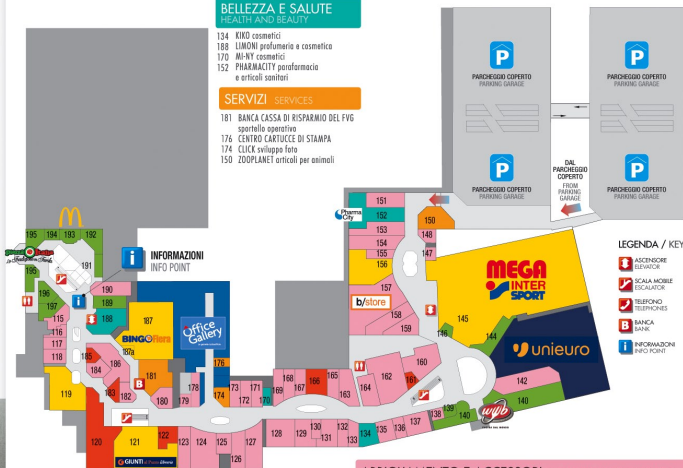 BELLEZZA E SALUTE
HEALTH AND BEAUTY
134 KIKO cosmetici
188 LIMONI profumeria e cosmetica
170 MI-NY cosmetici
152 PHARMACITY parafarmacia
e articoli sanitari
SERVIZI SERVICES
181 BANCA CASSA DI RISPARMIO DEL FVG
sportello operativo
176 CENTRO CARTUCCE DI STAMPA
174 CLICK sviluppo foto
150 ZOOPLANET articoli per animali
P
PARCHEGGIO COPERTO
PARKING GARAGE
P
PARCHEGGIO COPERTO
PARKING GARAGE
P
PARCHEGGIO COPERTO
PARKING GARAGE
P
PARCHEGGIO COPERTO
PARKING GARAGE
DAL
PARCHEGGIO
COPERTO
FROM
PARKING
GARAGE
LEGENDA / KEY
ASCENSORE
ELEVATOR
SCALA MOBILE
ESCALATOR
TELEFONO
TELEPHONES
B
BANCA
BANK
i
INFORMAZIONI
INFO POINT
i
INFORMAZIONI
INFO POINT
195 194 193 192
191
195
196
197
190
189
188
115
116
117
118
119
185
184
186
183
182
187
BINGO fiera
187a
B
181
180
179
178
Office
Gallery
176
174
173
172
171
170
169
168
167
166
165
164
163
162
161
160
159
158
157
156
155
154
153
152
151
Pharma
City
b/store
150
148
147
146
145
144
MEGA
INTER
SPORT
unieuro
142
140
140
139
138
137
136
135
134
133
132
131
130
129
128
127
126
125
124
123
122
121
120
GIUNTI al Punto